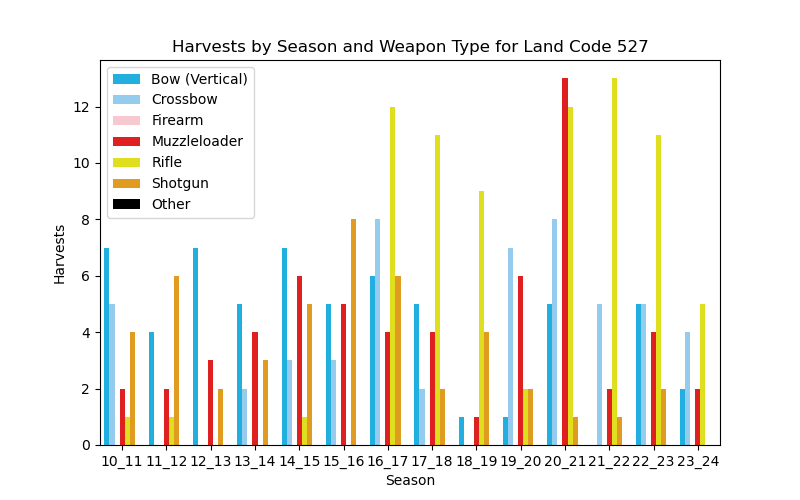 Harvests by Season and Weapon Type for Land Code 527
Bow (Vertical)
Crossbow
Firearm
Muzzleloader
Rifle
Shotgun
Other
Harvests
12
10
8
6
4
2
0
10_11 11_12 12_13 13_14 14_15 15_16 16_17 17_18 18_19 19_20 20_21 21_22 22_23 23_24
Season